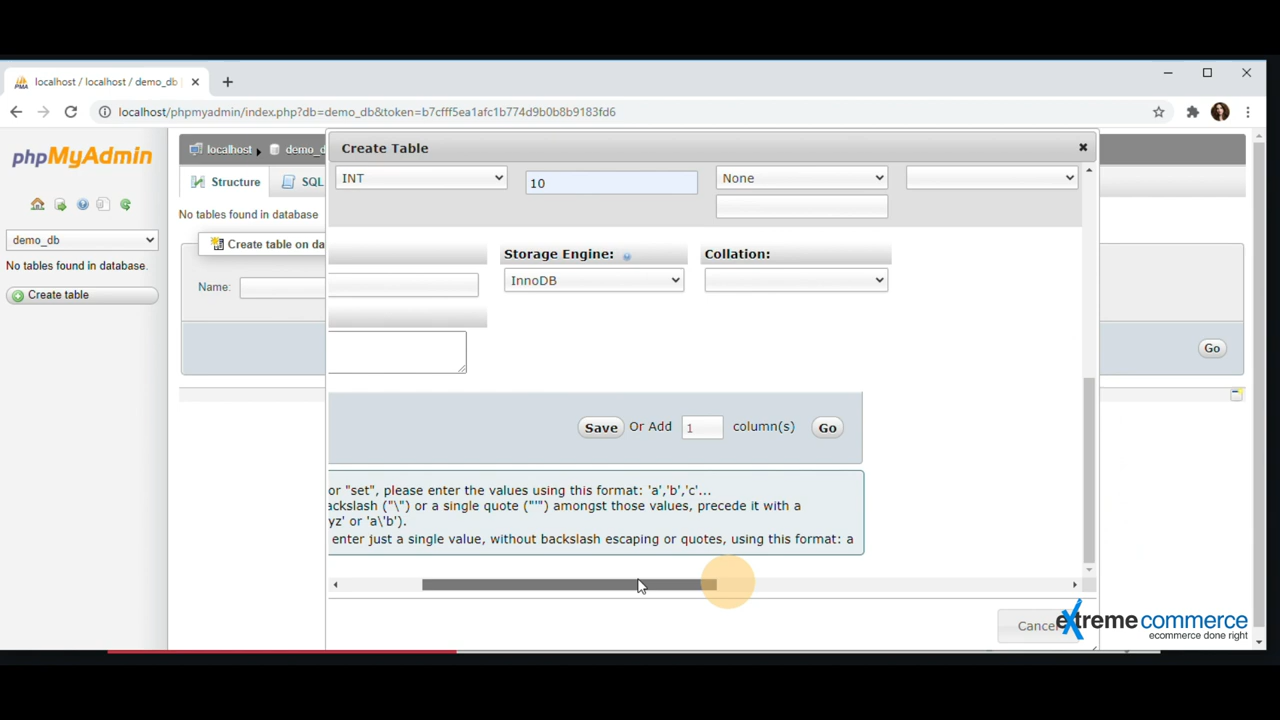 localhost / localhost / demo_db
localhost/phpmyadmin/index.php?db=demo_db&token=b7cfff5ea1afc1b774d9b0b8b9183fd6
phpMyAdmin
demo_db
No tables found in database.
Create table
localhost
demo_d
Structure
SQL
No tables found in database
Create table on da
Name:
Go
Create Table
INT
10
None
Storage Engine:
Collation:
InnoDB
Save Or Add 1 column(s) Go
or "set", please enter the values using this format: 'a','b','c'...
ackslash ("\") or a single quote ("'") amongst those values, precede it with a
yz' or 'a\'b').
enter just a single value, without backslash escaping or quotes, using this format: a
Cancel
extreme commerce
ecommerce done right